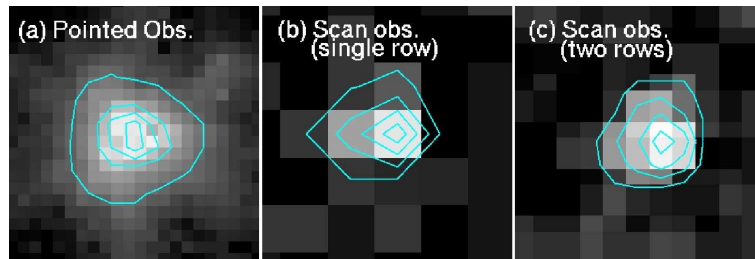 (a) Pointed Obs.
(b) Scan obs.
(single row)
(c) Scan obs.
(two rows)